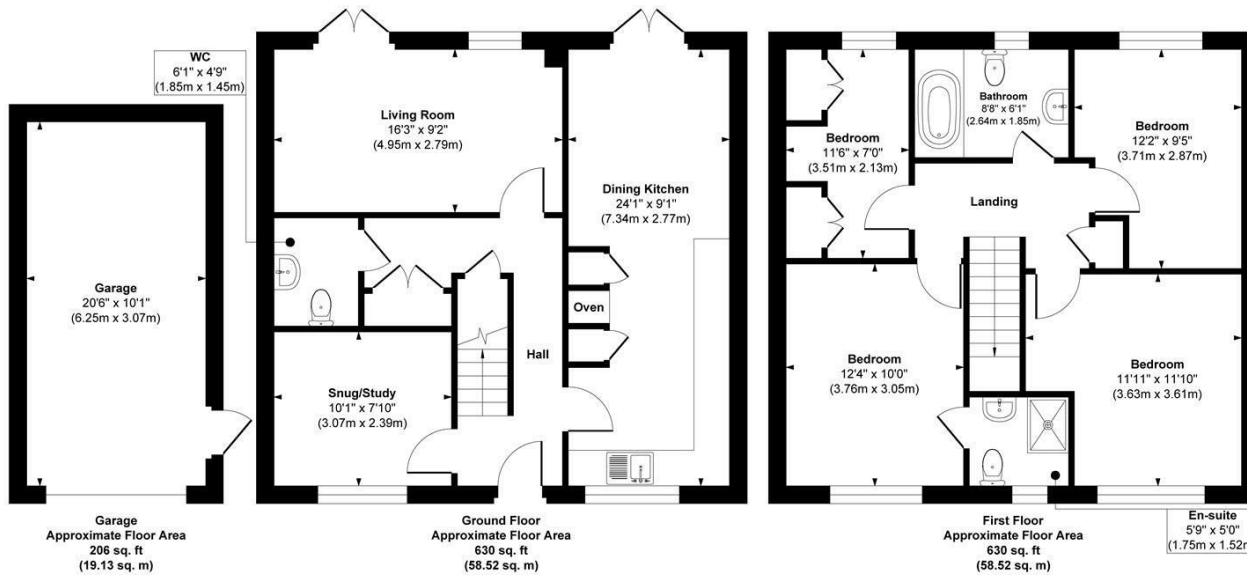 WC
6'1" x 4'9"
(1.85m x 1.45m)
Garage
20'6" x 10'1"
(6.25m x 3.07m)
Garage
Approximate Floor Area
206 sq. ft
(19.13 sq. m)
Living Room
16'3" x 9'2"
(4.95m x 2.79m)
Dining Kitchen
24'1" x 9'1"
(7.34m x 2.77m)
Oven
Hall
Snug/Study
10'1" x 7'10"
(3.07m x 2.39m)
Ground Floor
Approximate Floor Area
630 sq. ft
(58.52 sq. m)
Bedroom
11'6" x 7'0"
(3.51m x 2.13m)
Bathroom
8'8" x 6'1"
(2.64m x 1.85m)
Bedroom
12'2" x 9'5"
(3.71m x 2.87m)
Landing
Bedroom
12'4" x 10'0"
(3.76m x 3.05m)
Bedroom
11'11" x 11'10"
(3.63m x 3.61m)
First Floor
Approximate Floor Area
630 sq. ft
(58.52 sq. m)
En-suite
5'9" x 5'0"
(1.75m x 1.52m